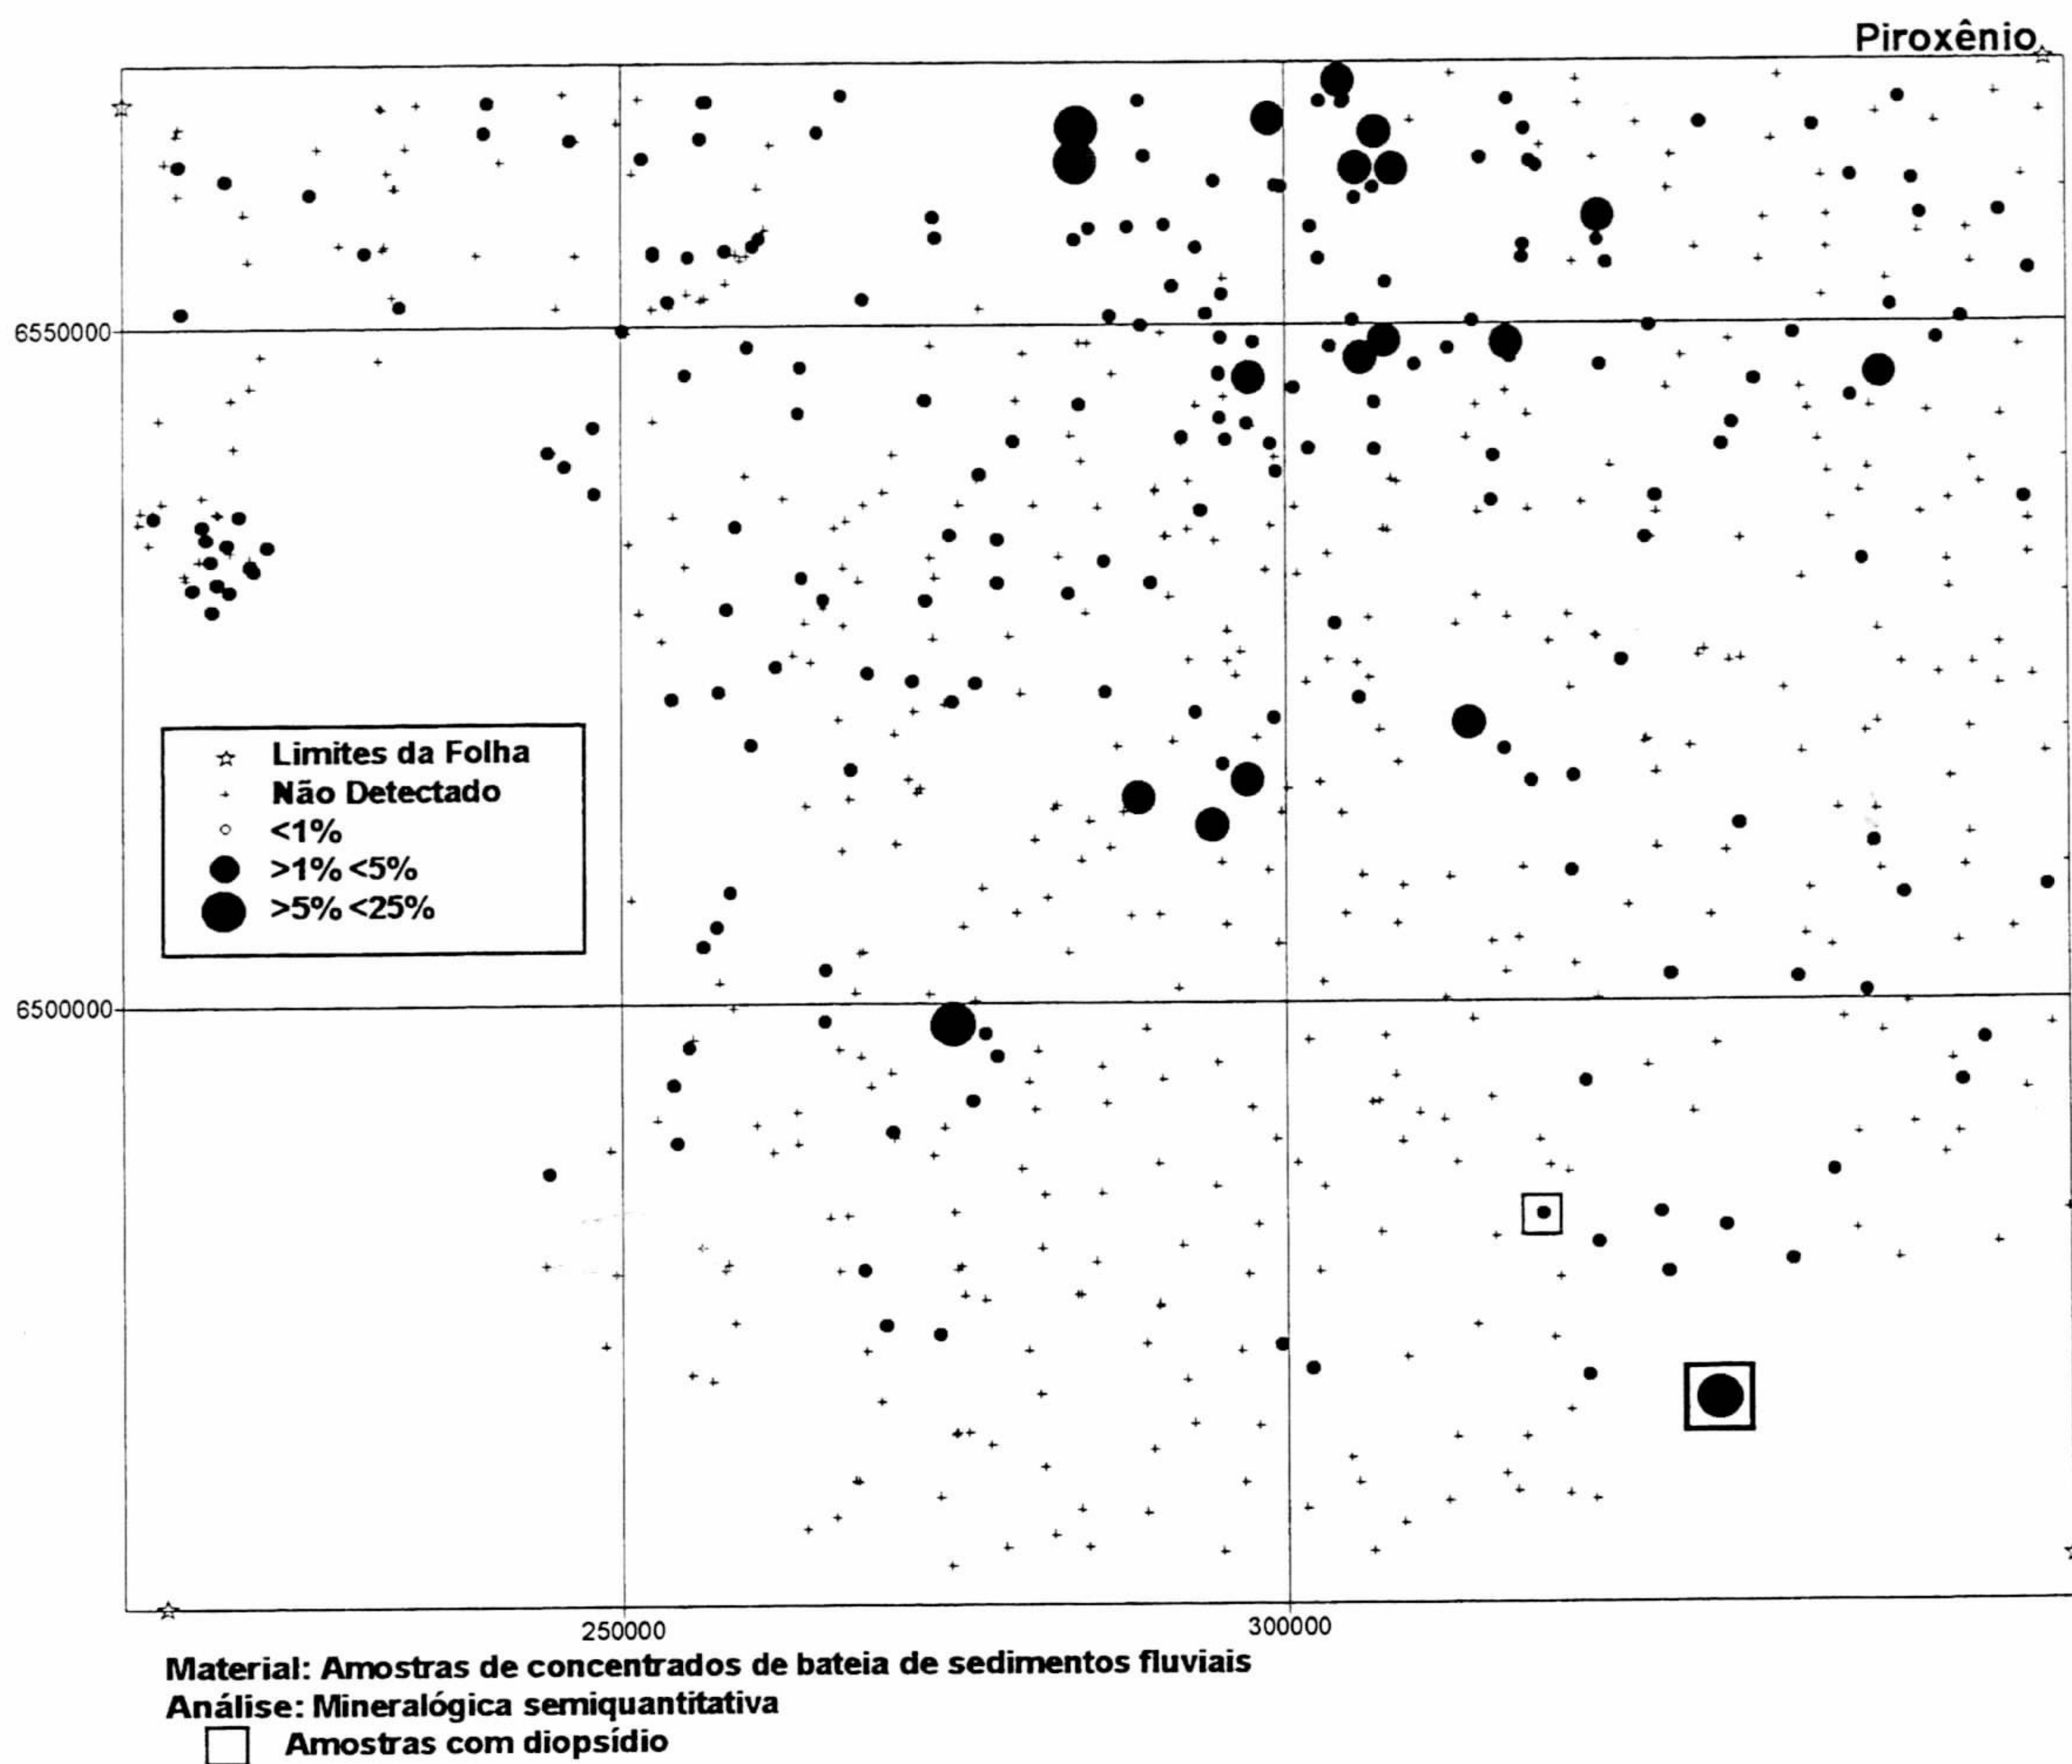 Piroxênio
6550000
Limites da Folha
Não Detectado
<1%
>1% <5%
>5% <25%
6500000
250000
300000
Material: Amostras de concentrados de bateia de sedimentos fluviais
Análise: Mineralógica semiquantitativa
Amostras com diopsídio